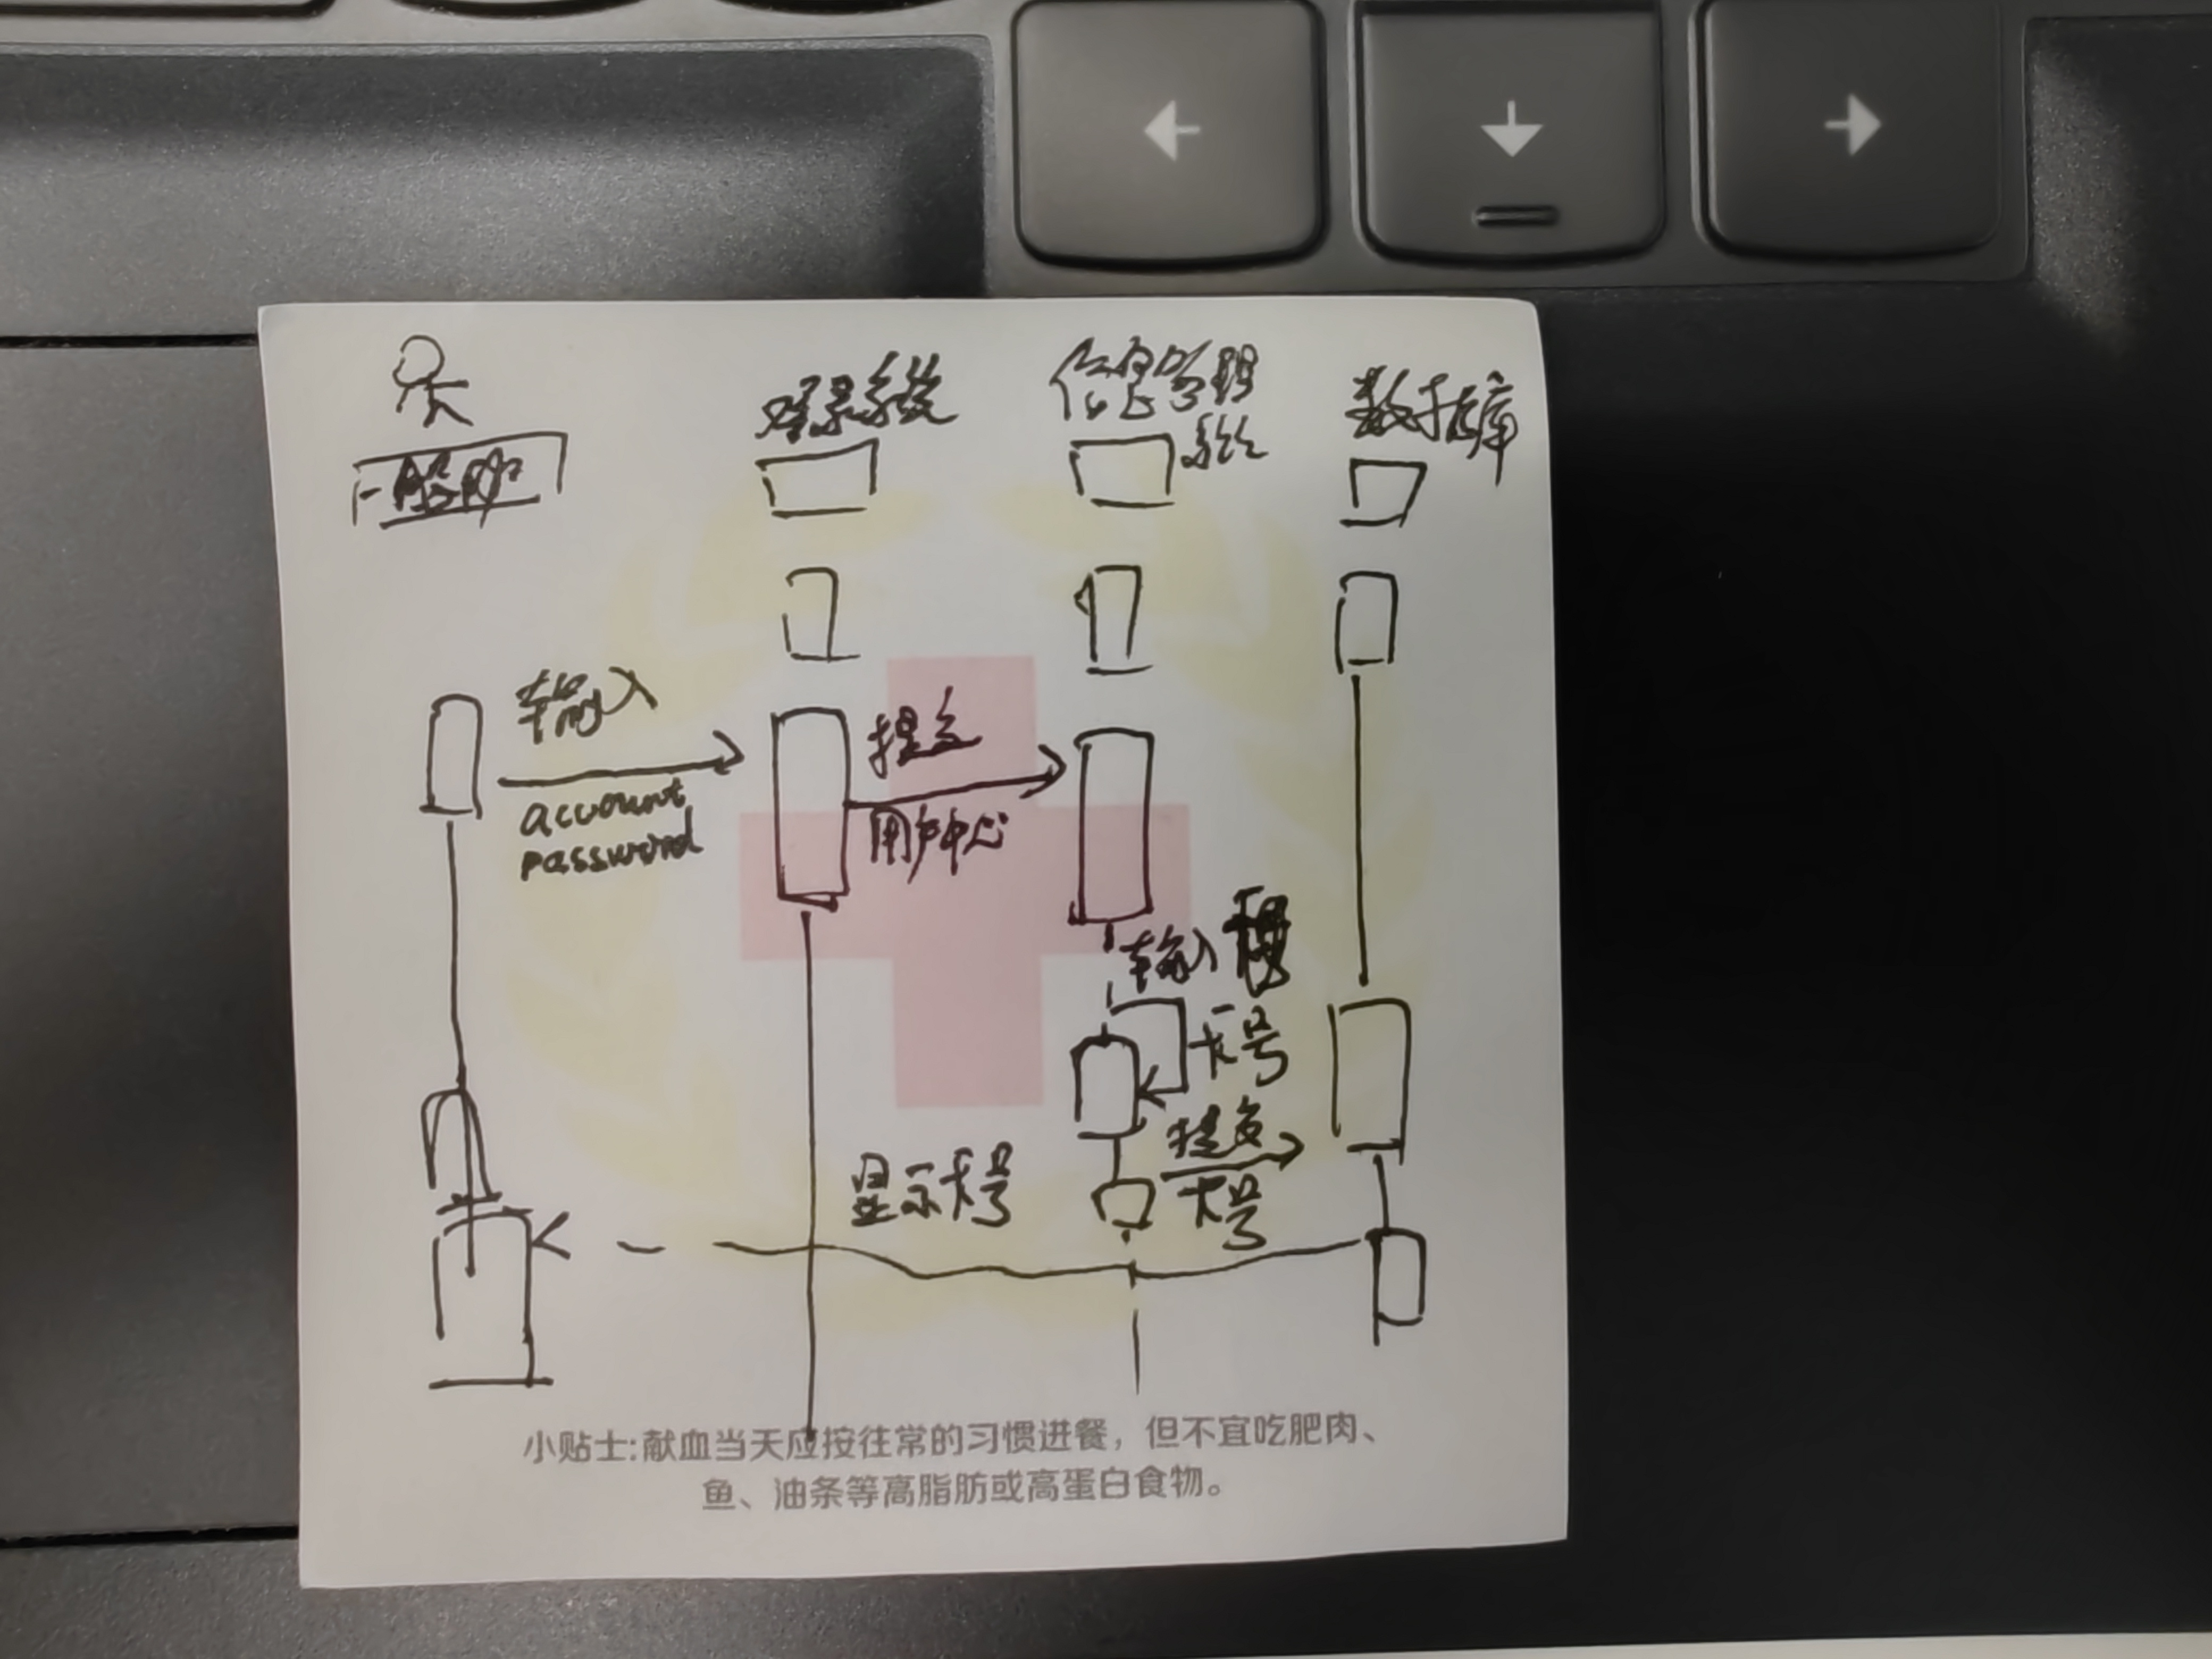 登录系统
信息管理
系统
数据库
一般用户
输入
account
password
提交
用户中心
输入
卡号
提交
卡号
显示卡号
小贴士:献血当天应按往常的习惯进餐，但不宜吃肥肉、
鱼、油条等高脂肪或高蛋白食物。